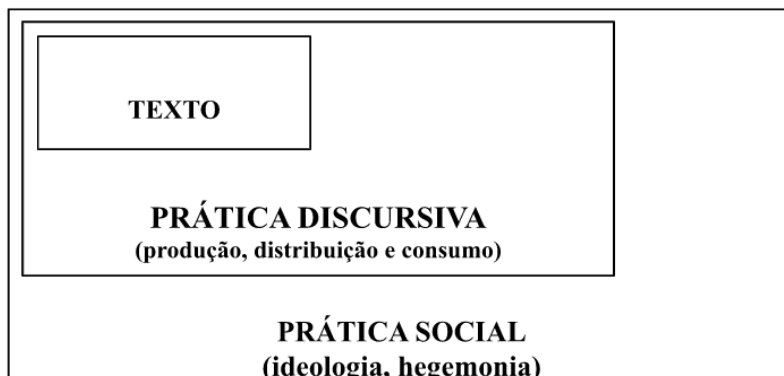 TEXTO
PRÁTICA DISCURSIVA
(produção, distribuição e consumo)
PRÁTICA SOCIAL
(ideologia, hegemonia)